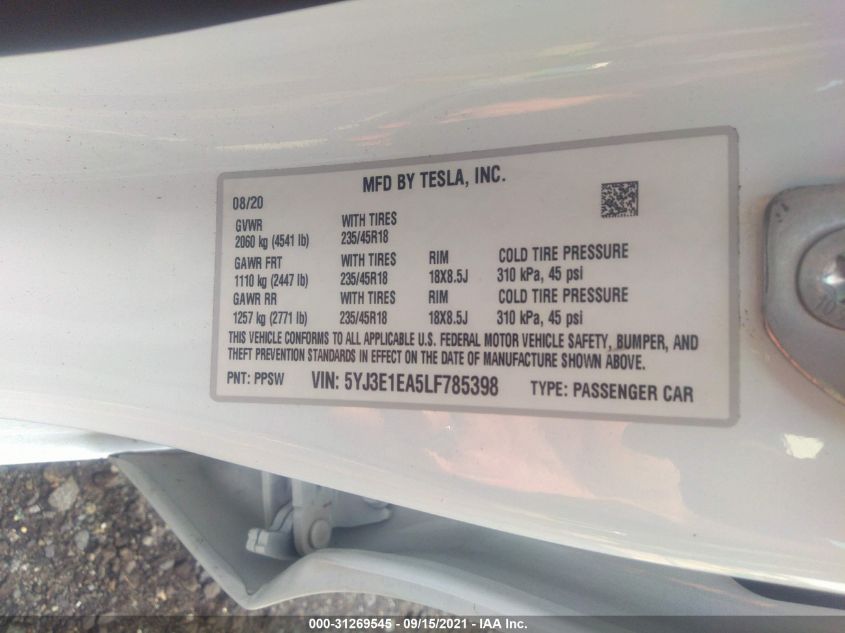 MFD BY TESLA, INC.
08/20
GVWR WITH TIRES
2060 kg (4541 lb) 235/45R18
GAWR FRT WITH TIRES RIM COLD TIRE PRESSURE
1110 kg (2447 lb) 235/45R18 18X8.5J 310 kPa, 45 psi
GAWR RR WITH TIRES RIM COLD TIRE PRESSURE
1257 kg (2771 lb) 235/45R18 18X8.5J 310 kPa, 45 psi
THIS VEHICLE CONFORMS TO ALL APPLICABLE U.S. FEDERAL MOTOR VEHICLE SAFETY, BUMPER, AND
THEFT PREVENTION STANDARDS IN EFFECT ON THE DATE OF MANUFACTURE SHOWN ABOVE.
PNT: PPSW VIN: 5YJ3E1EA5LF785398 TYPE: PASSENGER CAR
000-31269545 - 09/15/2021 - IAA Inc.